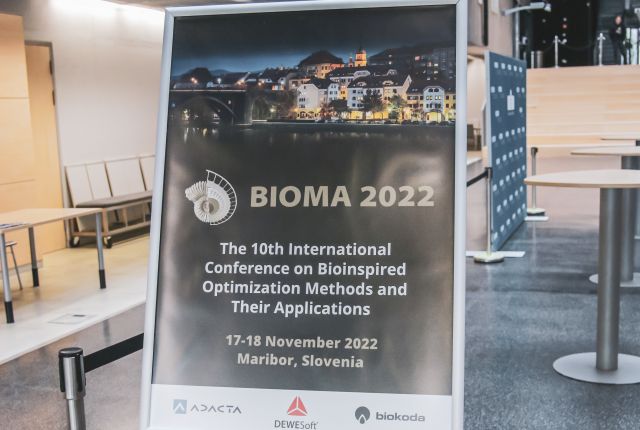 BIOMA 2022
The 10th International
Conference on Bioinspired
Optimization Methods and
Their Applications
17-18 November 2022
Maribor, Slovenia
ADACTA
DEWESoft
biokoda